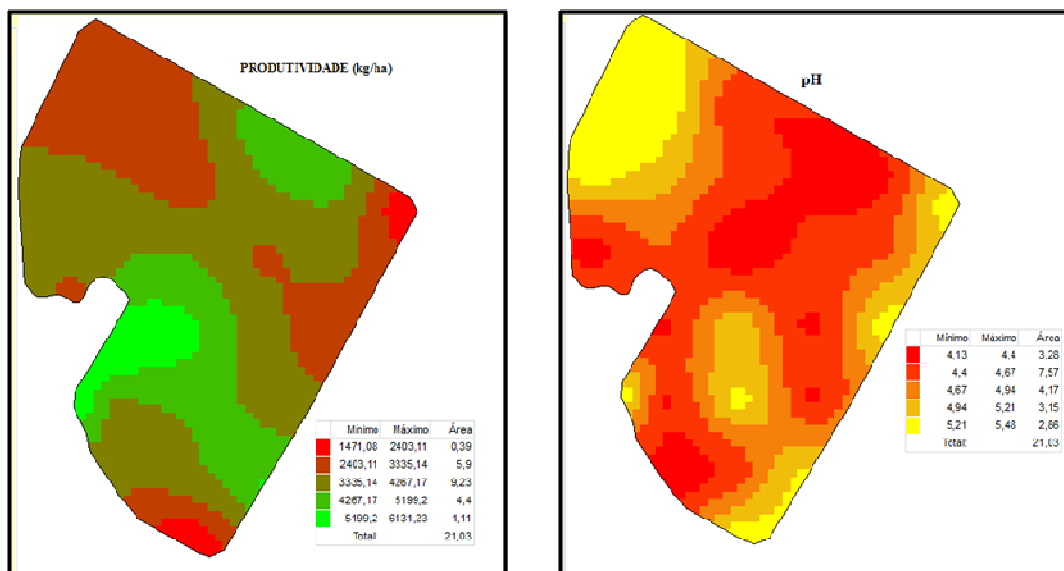 PRODUTIVIDADE (kg/ha)
Mínimo Máximo Área
1471,08 2403,11 0,39
2403,11 3335,14 5,9
3335,14 4267,17 9,23
4267,17 5199,2 4,4
5199,2 6131,23 1,11
Total: 21,03
pH
Mínimo Máximo Área
4,13 4,4 3,28
4,4 4,67 7,57
4,67 4,94 4,17
4,94 5,21 3,15
5,21 5,48 2,86
Total: 21,03